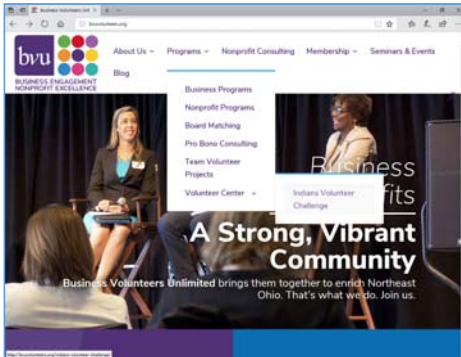 Business Volunteers Unl
bvuvolunteers.org
bvu
BUSINESS ENGAGEMENT
NONPROFIT EXCELLENCE
About Us
Programs
Nonprofit Consulting
Membership
Seminars & Events
Blog
Business Programs
Nonprofit Programs
Board Matching
Pro Bono Consulting
Team Volunteer
Projects
Volunteer Center
Indians Volunteer
Challenge
Business
fits
A Strong, Vibrant
Community
Business Volunteers Unlimited brings them together to enrich Northeast
Ohio. That's what we do. Join us.